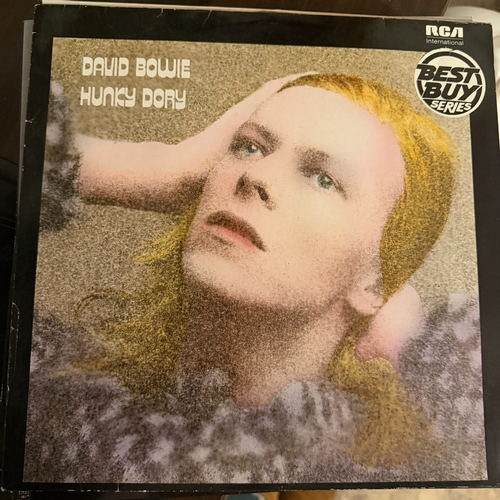 RCA
International
DAVID BOWIE
HUNKY DORY
BEST
BUY
SERIES